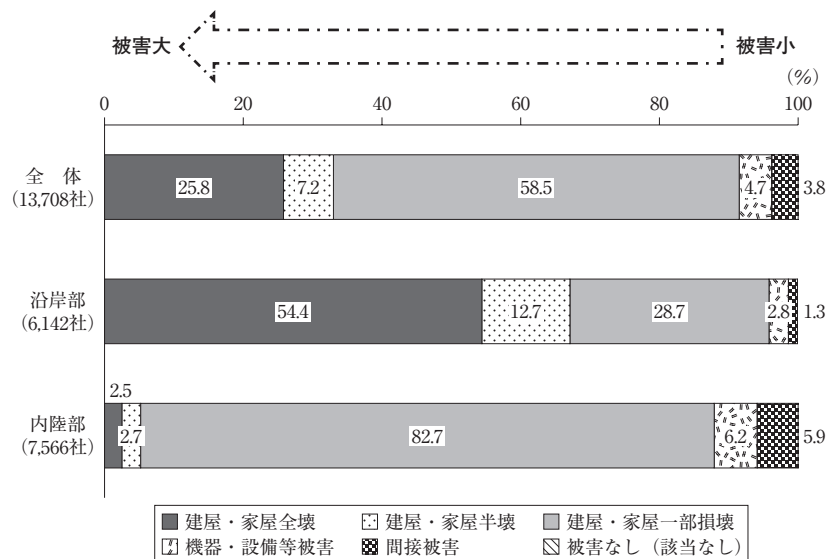 被害大 被害小
(%)
0 20 40 60 80 100
全 体
(13,708社)
25.8 7.2 58.5 4.7 3.8
沿岸部
(6,142社)
54.4 12.7 28.7 2.8 1.3
2.5
内陸部
(7,566社)
2.7 82.7 6.2 5.9
建屋・家屋全壊 建屋・家屋半壊 建屋・家屋一部損壊
機器・設備等被害 間接被害 被害なし(該当なし)